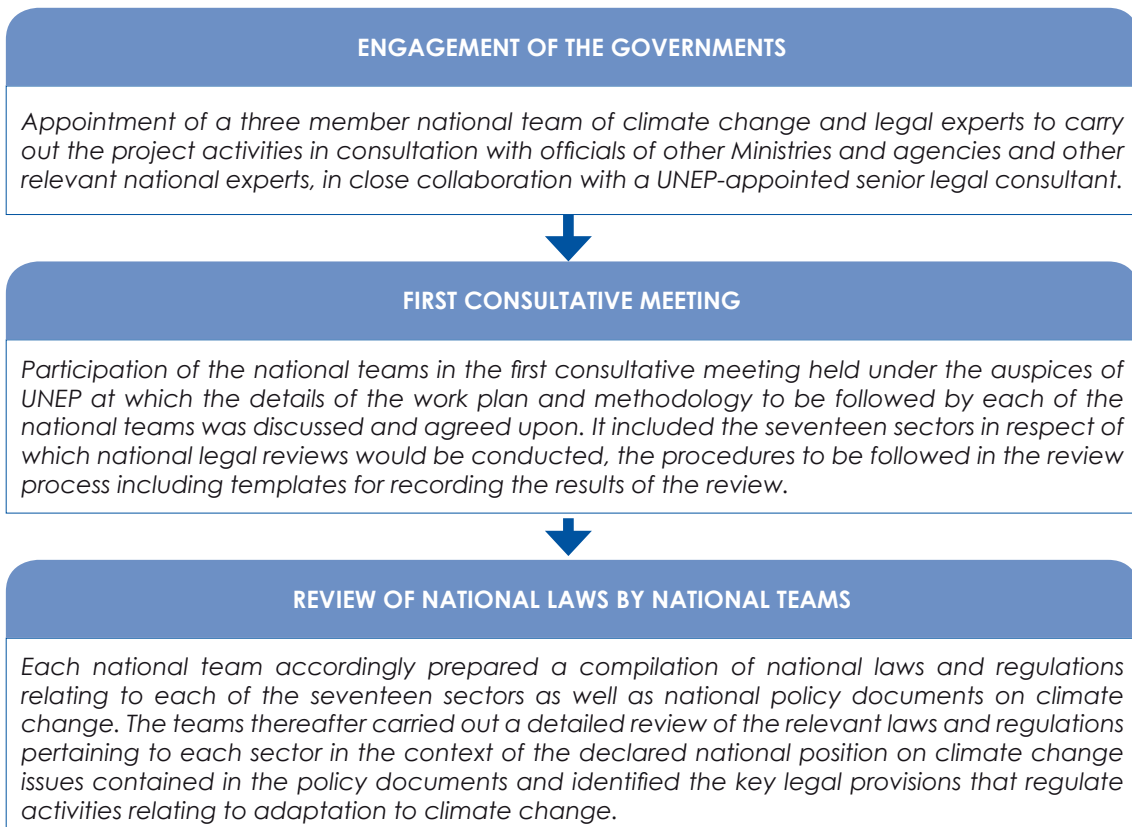 ENGAGEMENT OF THE GOVERNMENTS
Appointment of a three member national team of climate change and legal experts to carry
out the project activities in consultation with officials of other Ministries and agencies and other
relevant national experts, in close collaboration with a UNEP-appointed senior legal consultant.
FIRST CONSULTATIVE MEETING
Participation of the national teams in the first consultative meeting held under the auspices of
UNEP at which the details of the work plan and methodology to be followed by each of the
national teams was discussed and agreed upon. It included the seventeen sectors in respect of
which national legal reviews would be conducted, the procedures to be followed in the review
process including templates for recording the results of the review.
REVIEW OF NATIONAL LAWS BY NATIONAL TEAMS
Each national team accordingly prepared a compilation of national laws and regulations
relating to each of the seventeen sectors as well as national policy documents on climate
change. The teams thereafter carried out a detailed review of the relevant laws and regulations
pertaining to each sector in the context of the declared national position on climate change
issues contained in the policy documents and identified the key legal provisions that regulate
activities relating to adaptation to climate change.